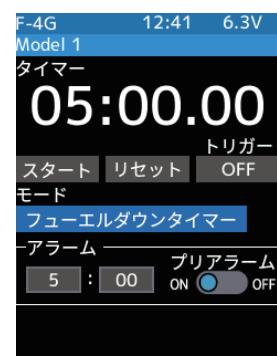 F-4G 12:41 6.3V
Model 1
タイマー
05:00.00
トリガー
スタート リセット OFF
モード
フューエルダウンタイマー
アラーム
プリアラーム
5 : 00 ON OFF